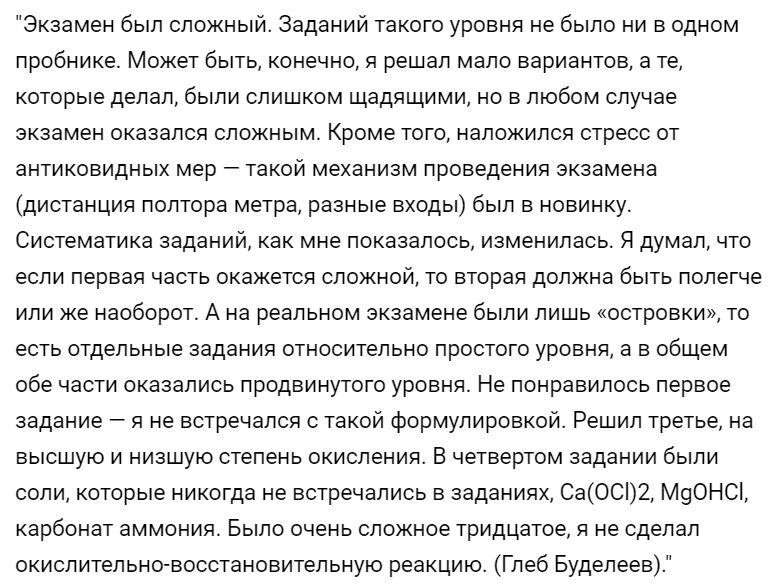 "Экзамен был сложный. Заданий такого уровня не было ни в одном
пробнике. Может быть, конечно, я решал мало вариантов, а те,
которые делал, были слишком щадящими, но в любом случае
экзамен оказался сложным. Кроме того, наложился стресс от
антиковидных мер — такой механизм проведения экзамена
(дистанция полтора метра, разные входы) был в новинку.
Систематика заданий, как мне показалось, изменилась. Я думал, что
если первая часть окажется сложной, то вторая должна быть полегче
или же наоборот. А на реальном экзамене были лишь «островки», то
есть отдельные задания относительно простого уровня, а в общем
обе части оказались продвинутого уровня. Не понравилось первое
задание — я не встречался с такой формулировкой. Решил третье, на
высшую и низшую степень окисления. В четвертом задании были
соли, которые никогда не встречались в заданиях, Ca(OCl)2, MgOHCl,
карбонат аммония. Было очень сложное тридцатое, я не сделал
окислительно-восстановительную реакцию. (Глеб Буделеев)."